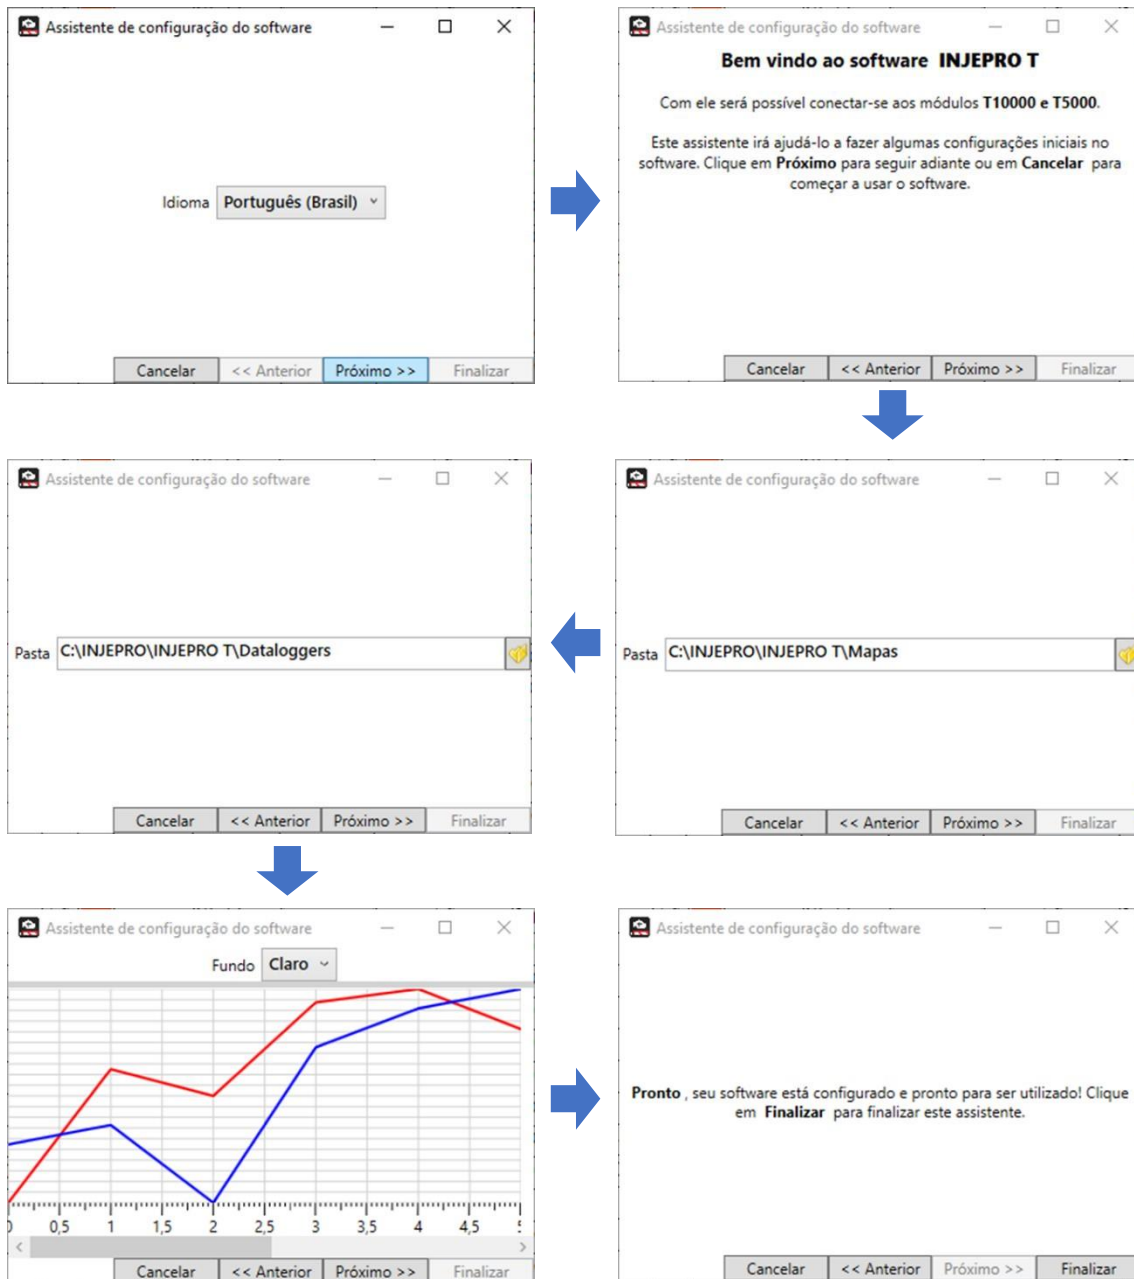 Assistente de configuração do software
Idioma Português (Brasil)
Cancelar << Anterior Próximo >> Finalizar
Assistente de configuração do software
Bem vindo ao software INJEPRO T
Com ele será possível conectar-se aos módulos T10000 e T5000.
Este assistente irá ajudá-lo a fazer algumas configurações iniciais no
software. Clique em Próximo para seguir adiante ou em Cancelar para
começar a usar o software.
Cancelar << Anterior Próximo >> Finalizar
Assistente de configuração do software
Pasta C:\INJEPRO\INJEPRO T\Mapas
Cancelar << Anterior Próximo >> Finalizar
Assistente de configuração do software
Pasta C:\INJEPRO\INJEPRO T\Dataloggers
Cancelar << Anterior Próximo >> Finalizar
Assistente de configuração do software
Fundo Claro
0,5 1 1,5 2 2,5 3 3,5 4 4,5
Cancelar << Anterior Próximo >> Finalizar
Assistente de configuração do software
Pronto , seu software está configurado e pronto para ser utilizado! Clique
em Finalizar para finalizar este assistente.
Cancelar << Anterior Próximo >> Finalizar